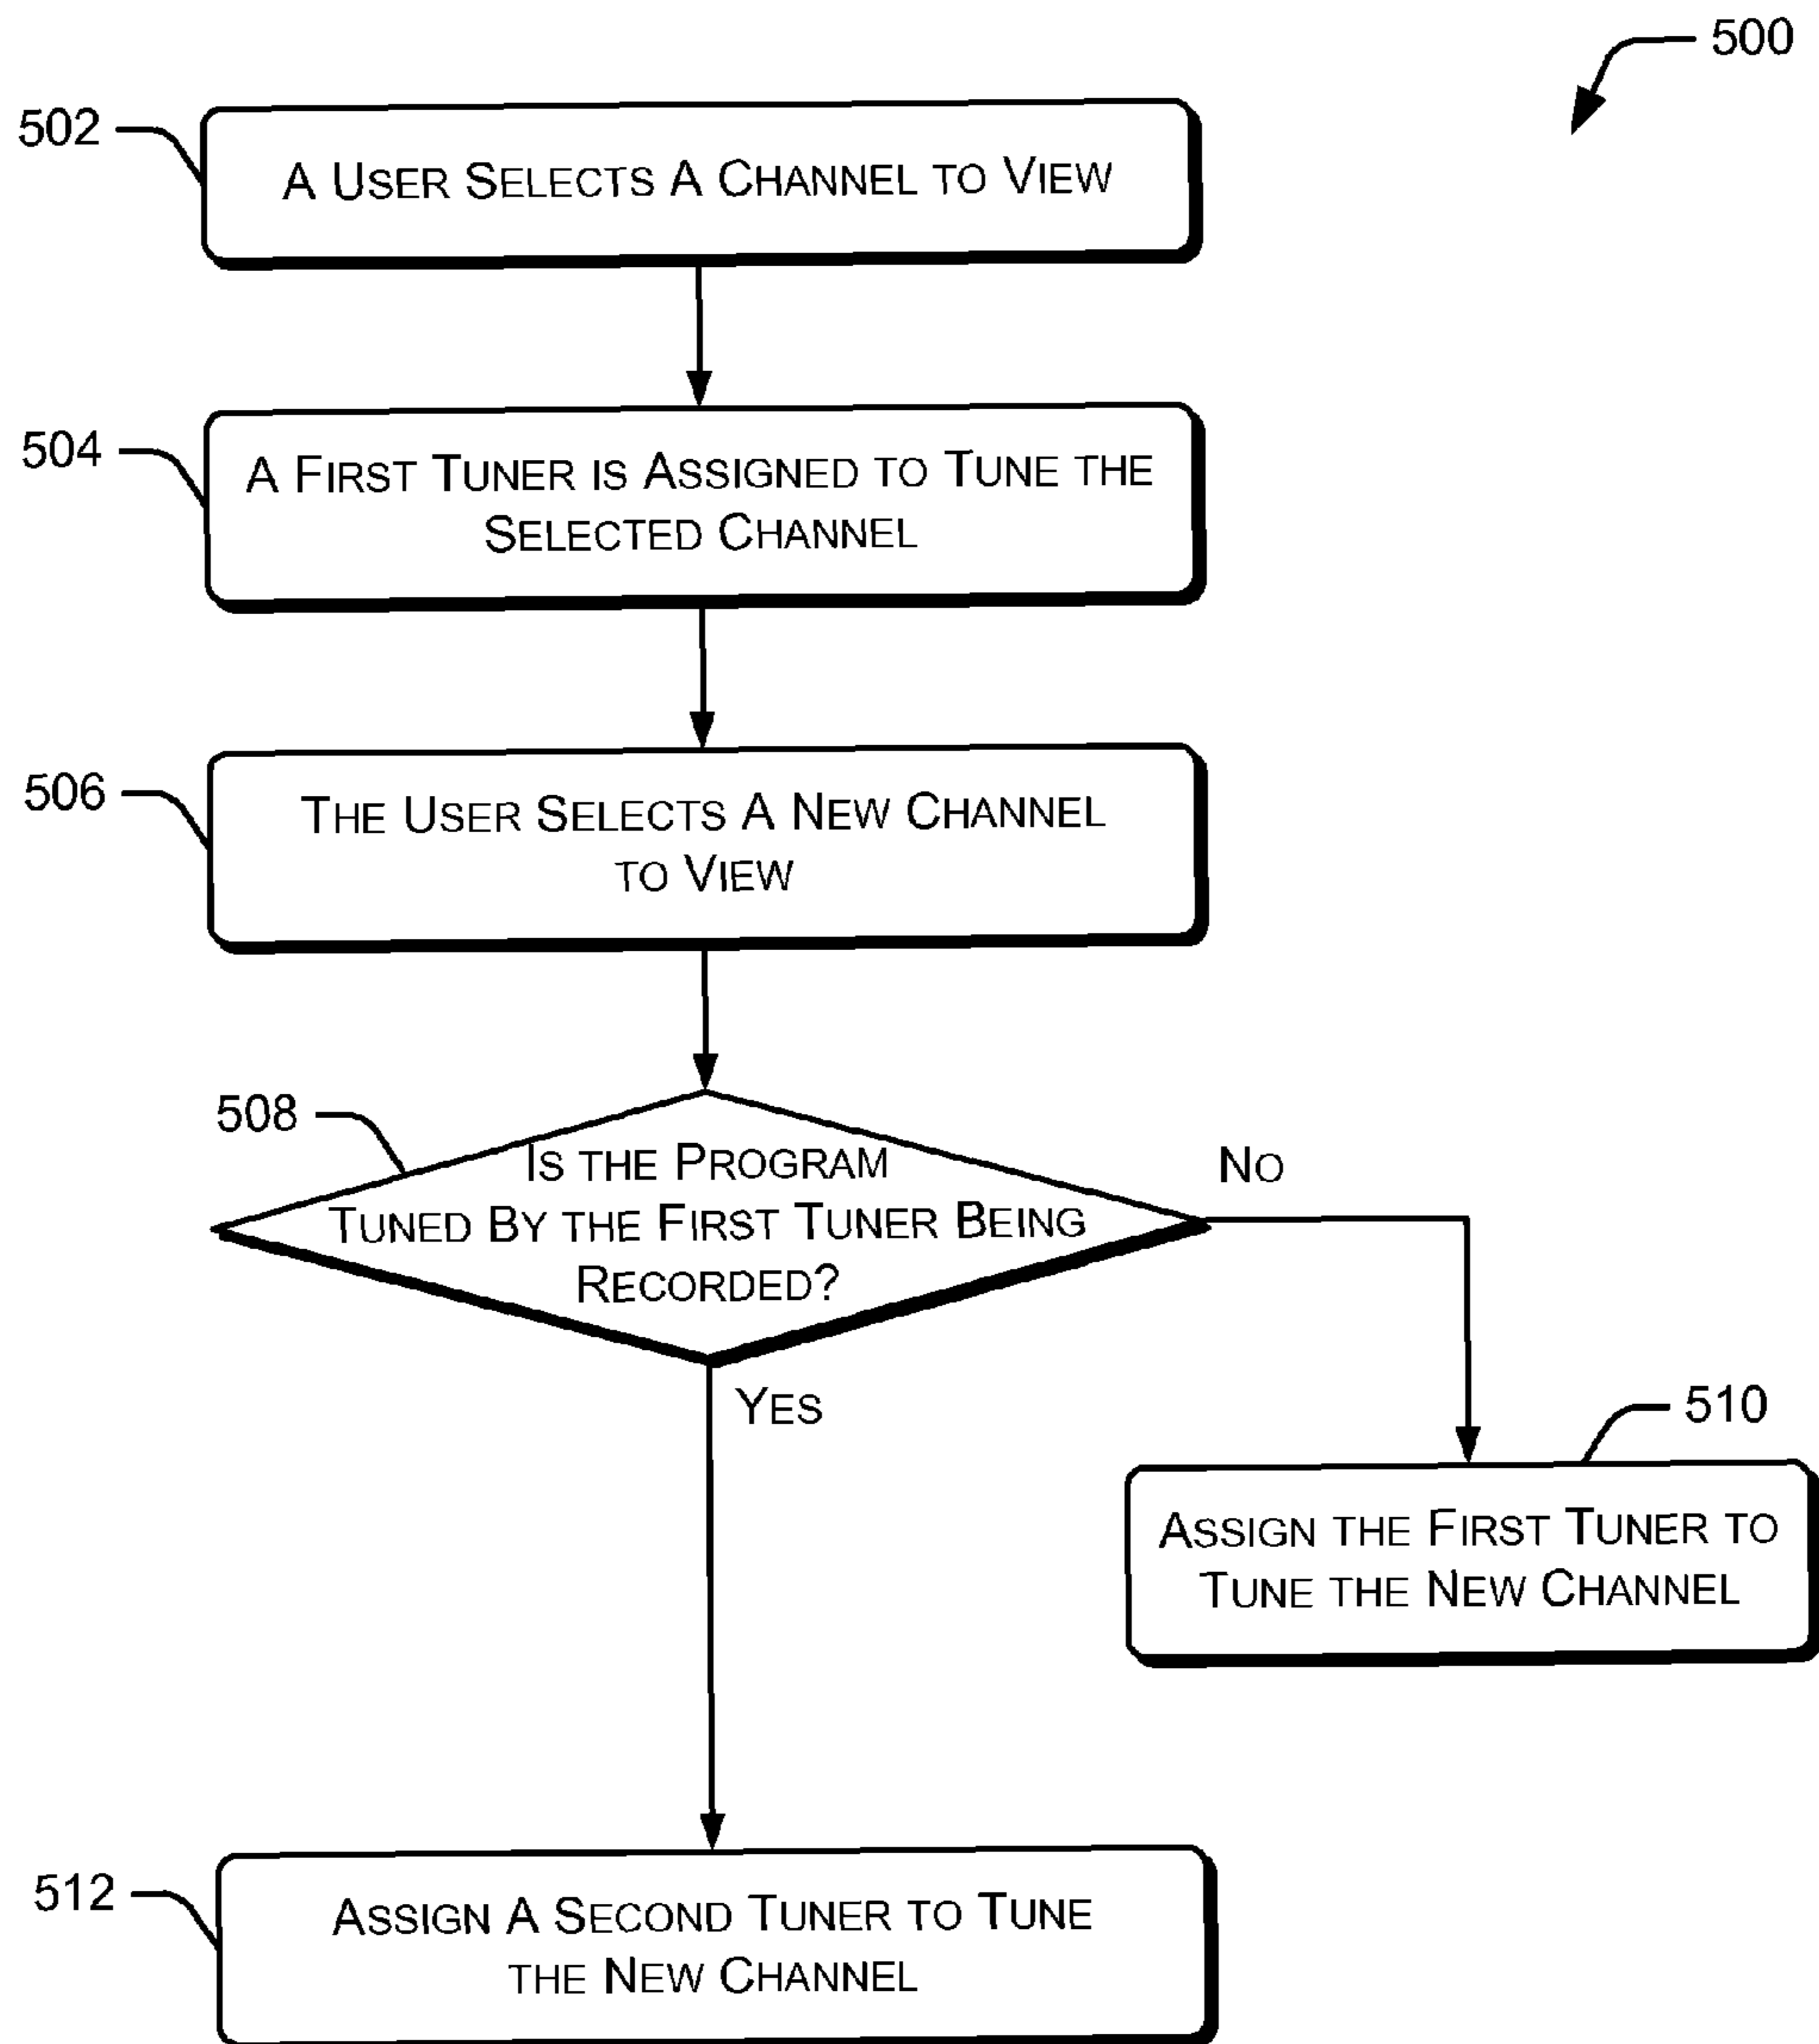 500
502
A USER SELECTS A CHANNEL TO VIEW
504
A FIRST TUNER IS ASSIGNED TO TUNE THE
SELECTED CHANNEL
506
THE USER SELECTS A NEW CHANNEL
TO VIEW
508
IS THE PROGRAM
TUNED BY THE FIRST TUNER BEING
RECORDED?
NO
YES
510
ASSIGN THE FIRST TUNER TO
TUNE THE NEW CHANNEL
512
ASSIGN A SECOND TUNER TO TUNE
THE NEW CHANNEL